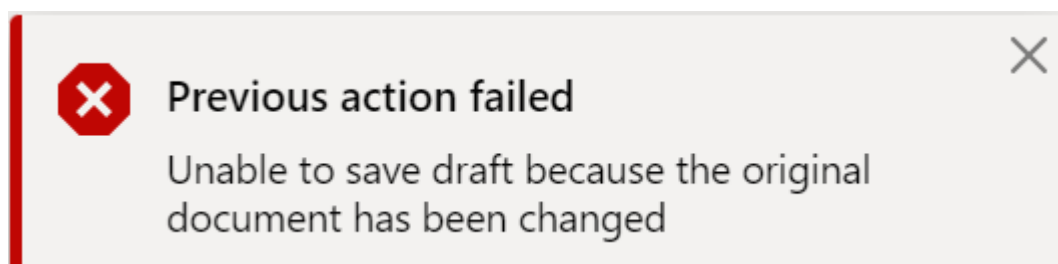 Previous action failed
Unable to save draft because the original
document has been changed